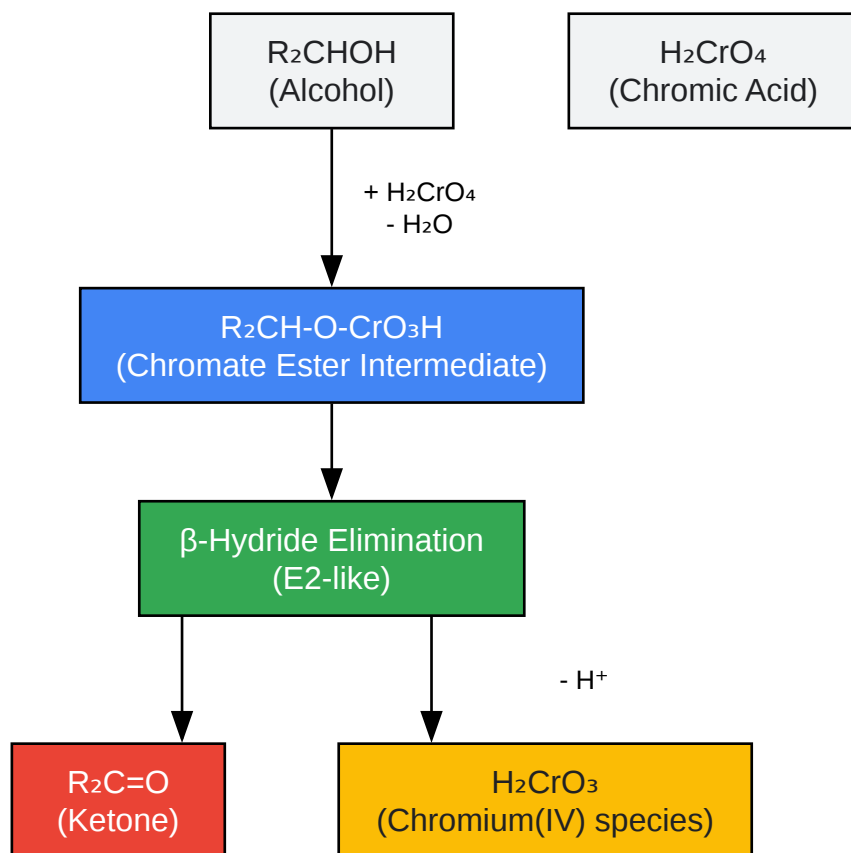 R₂CHOH
(Alcohol)
H₂CrO₄
(Chromic Acid)
+ H₂CrO₄
- H₂O
R₂CH-O-CrO₃H
(Chromate Ester Intermediate)
β-Hydride Elimination
(E2-like)
- H⁺
R₂C=O
(Ketone)
H₂CrO₃
(Chromium(IV) species)